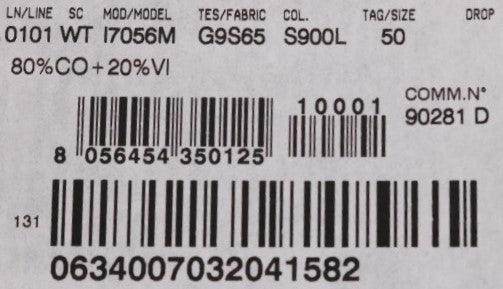 LN/LINE SC MOD/MODEL TES/FABRIC COL. TAG/SIZE DROP
0101 WT I7056M G9S65 S900L 50
80%CO+20%VI
COMM.N°
90281 D
10001
8 056454 350125
131
0634007032041582